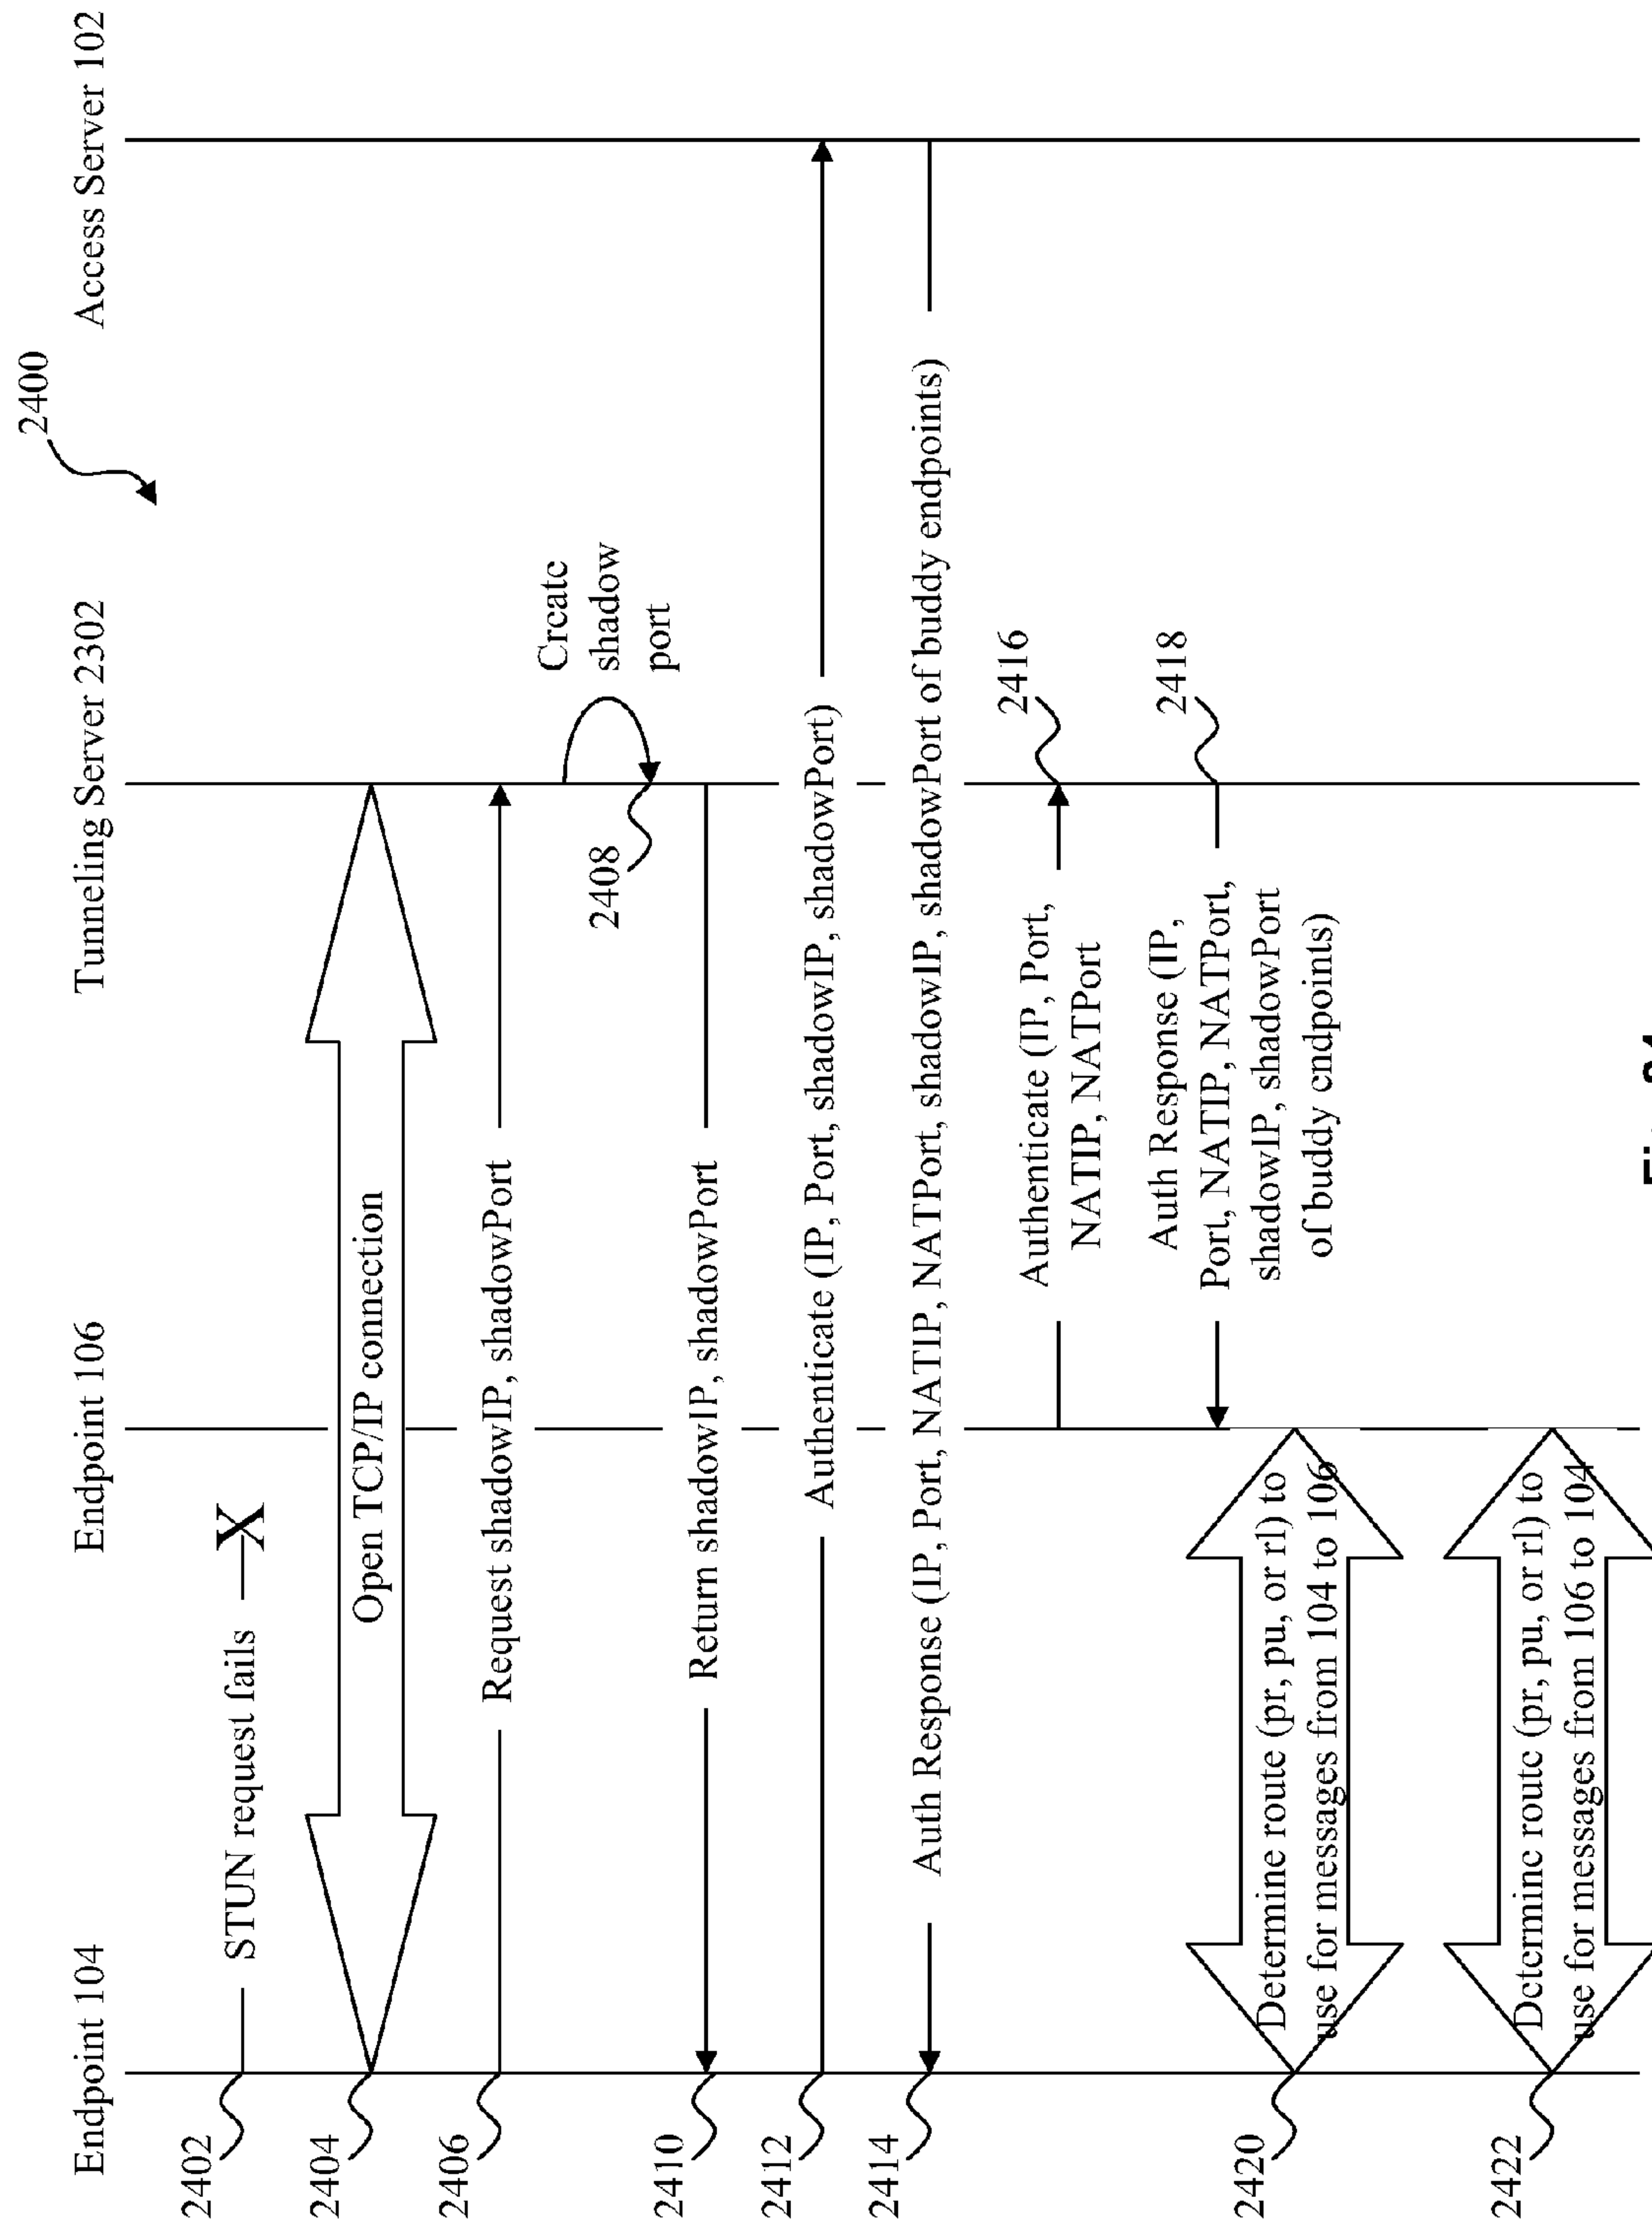 2400
Endpoint 104
Endpoint 106
Tunneling Server 2302
Access Server 102
2402
STUN request fails
X
2404
Open TCP/IP connection
2406
Request shadowIP, shadowPort
Create
shadow
port
2408
2410
Return shadowIP, shadowPort
2412
Authenticate (IP, Port, shadowIP, shadowPort)
2414
Auth Response (IP, Port, NATIP, NATPort, shadowIP, shadowPort of buddy endpoints)
2416
Authenticate (IP, Port,
NATIP, NATPort
2418
Auth Response (IP,
Port, NATIP, NATPort,
shadowIP, shadowPort
of buddy endpoints)
2420
Determine route (pr, pu, or rl) to
use for messages from 104 to 106
2422
Determine route (pr, pu, or rl) to
use for messages from 106 to 104